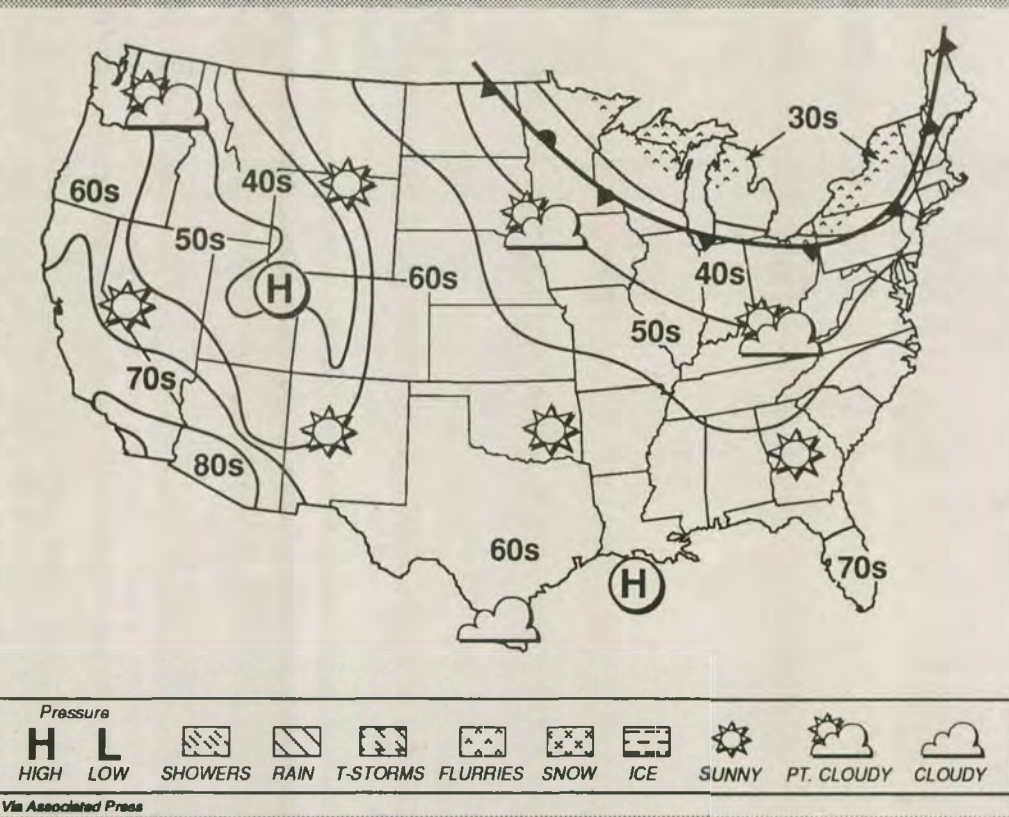 30s
60s
40s
50s
H
60s
40s
50s
70s
80s
60s
H
70s
Pressure
H L
HIGH LOW SHOWERS RAIN T-STORMS FLURRIES SNOW ICE SUNNY PT. CLOUDY CLOUDY
Via Associated Press